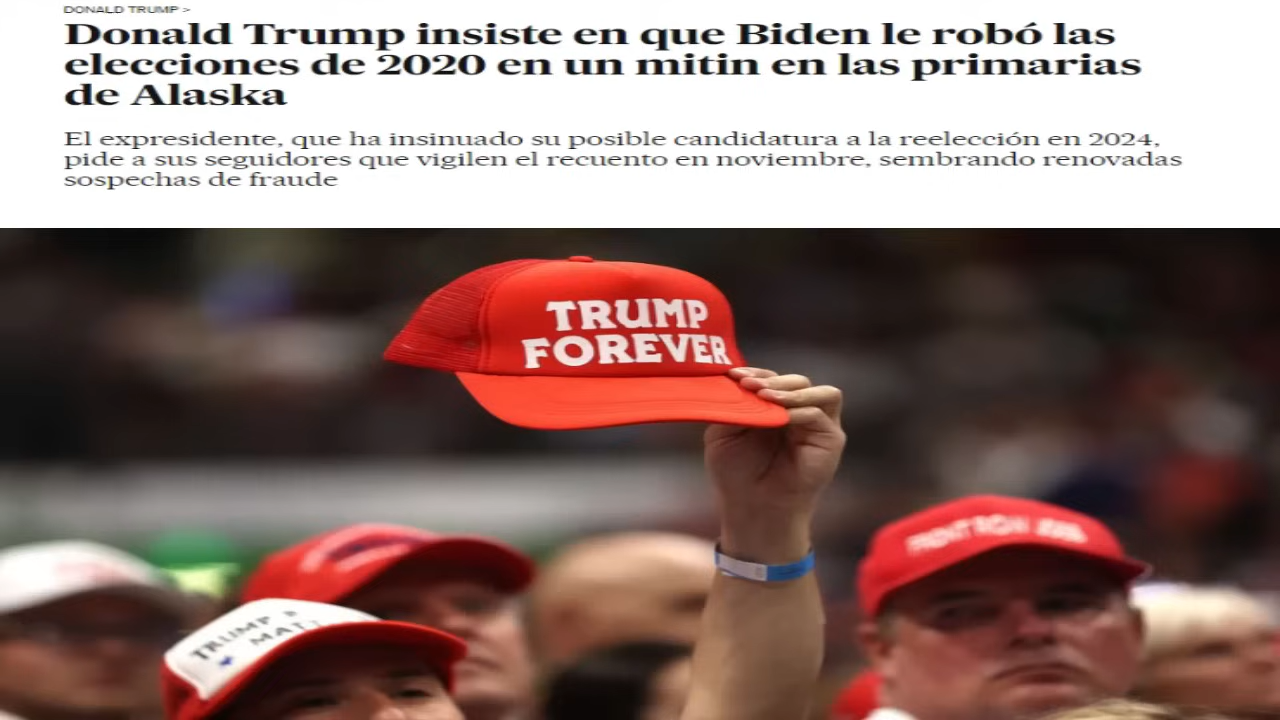 DONALD TRUMP >
Donald Trump insiste en que Biden le robó las
elecciones de 2020 en un mitin en las primarias
de Alaska
El expresidente, que ha insinuado su posible candidatura a la reelección en 2024,
pide a sus seguidores que vigilen el recuento en noviembre, sembrando renovadas
sospechas de fraude
TRUMP
FOREVER
TRUMP